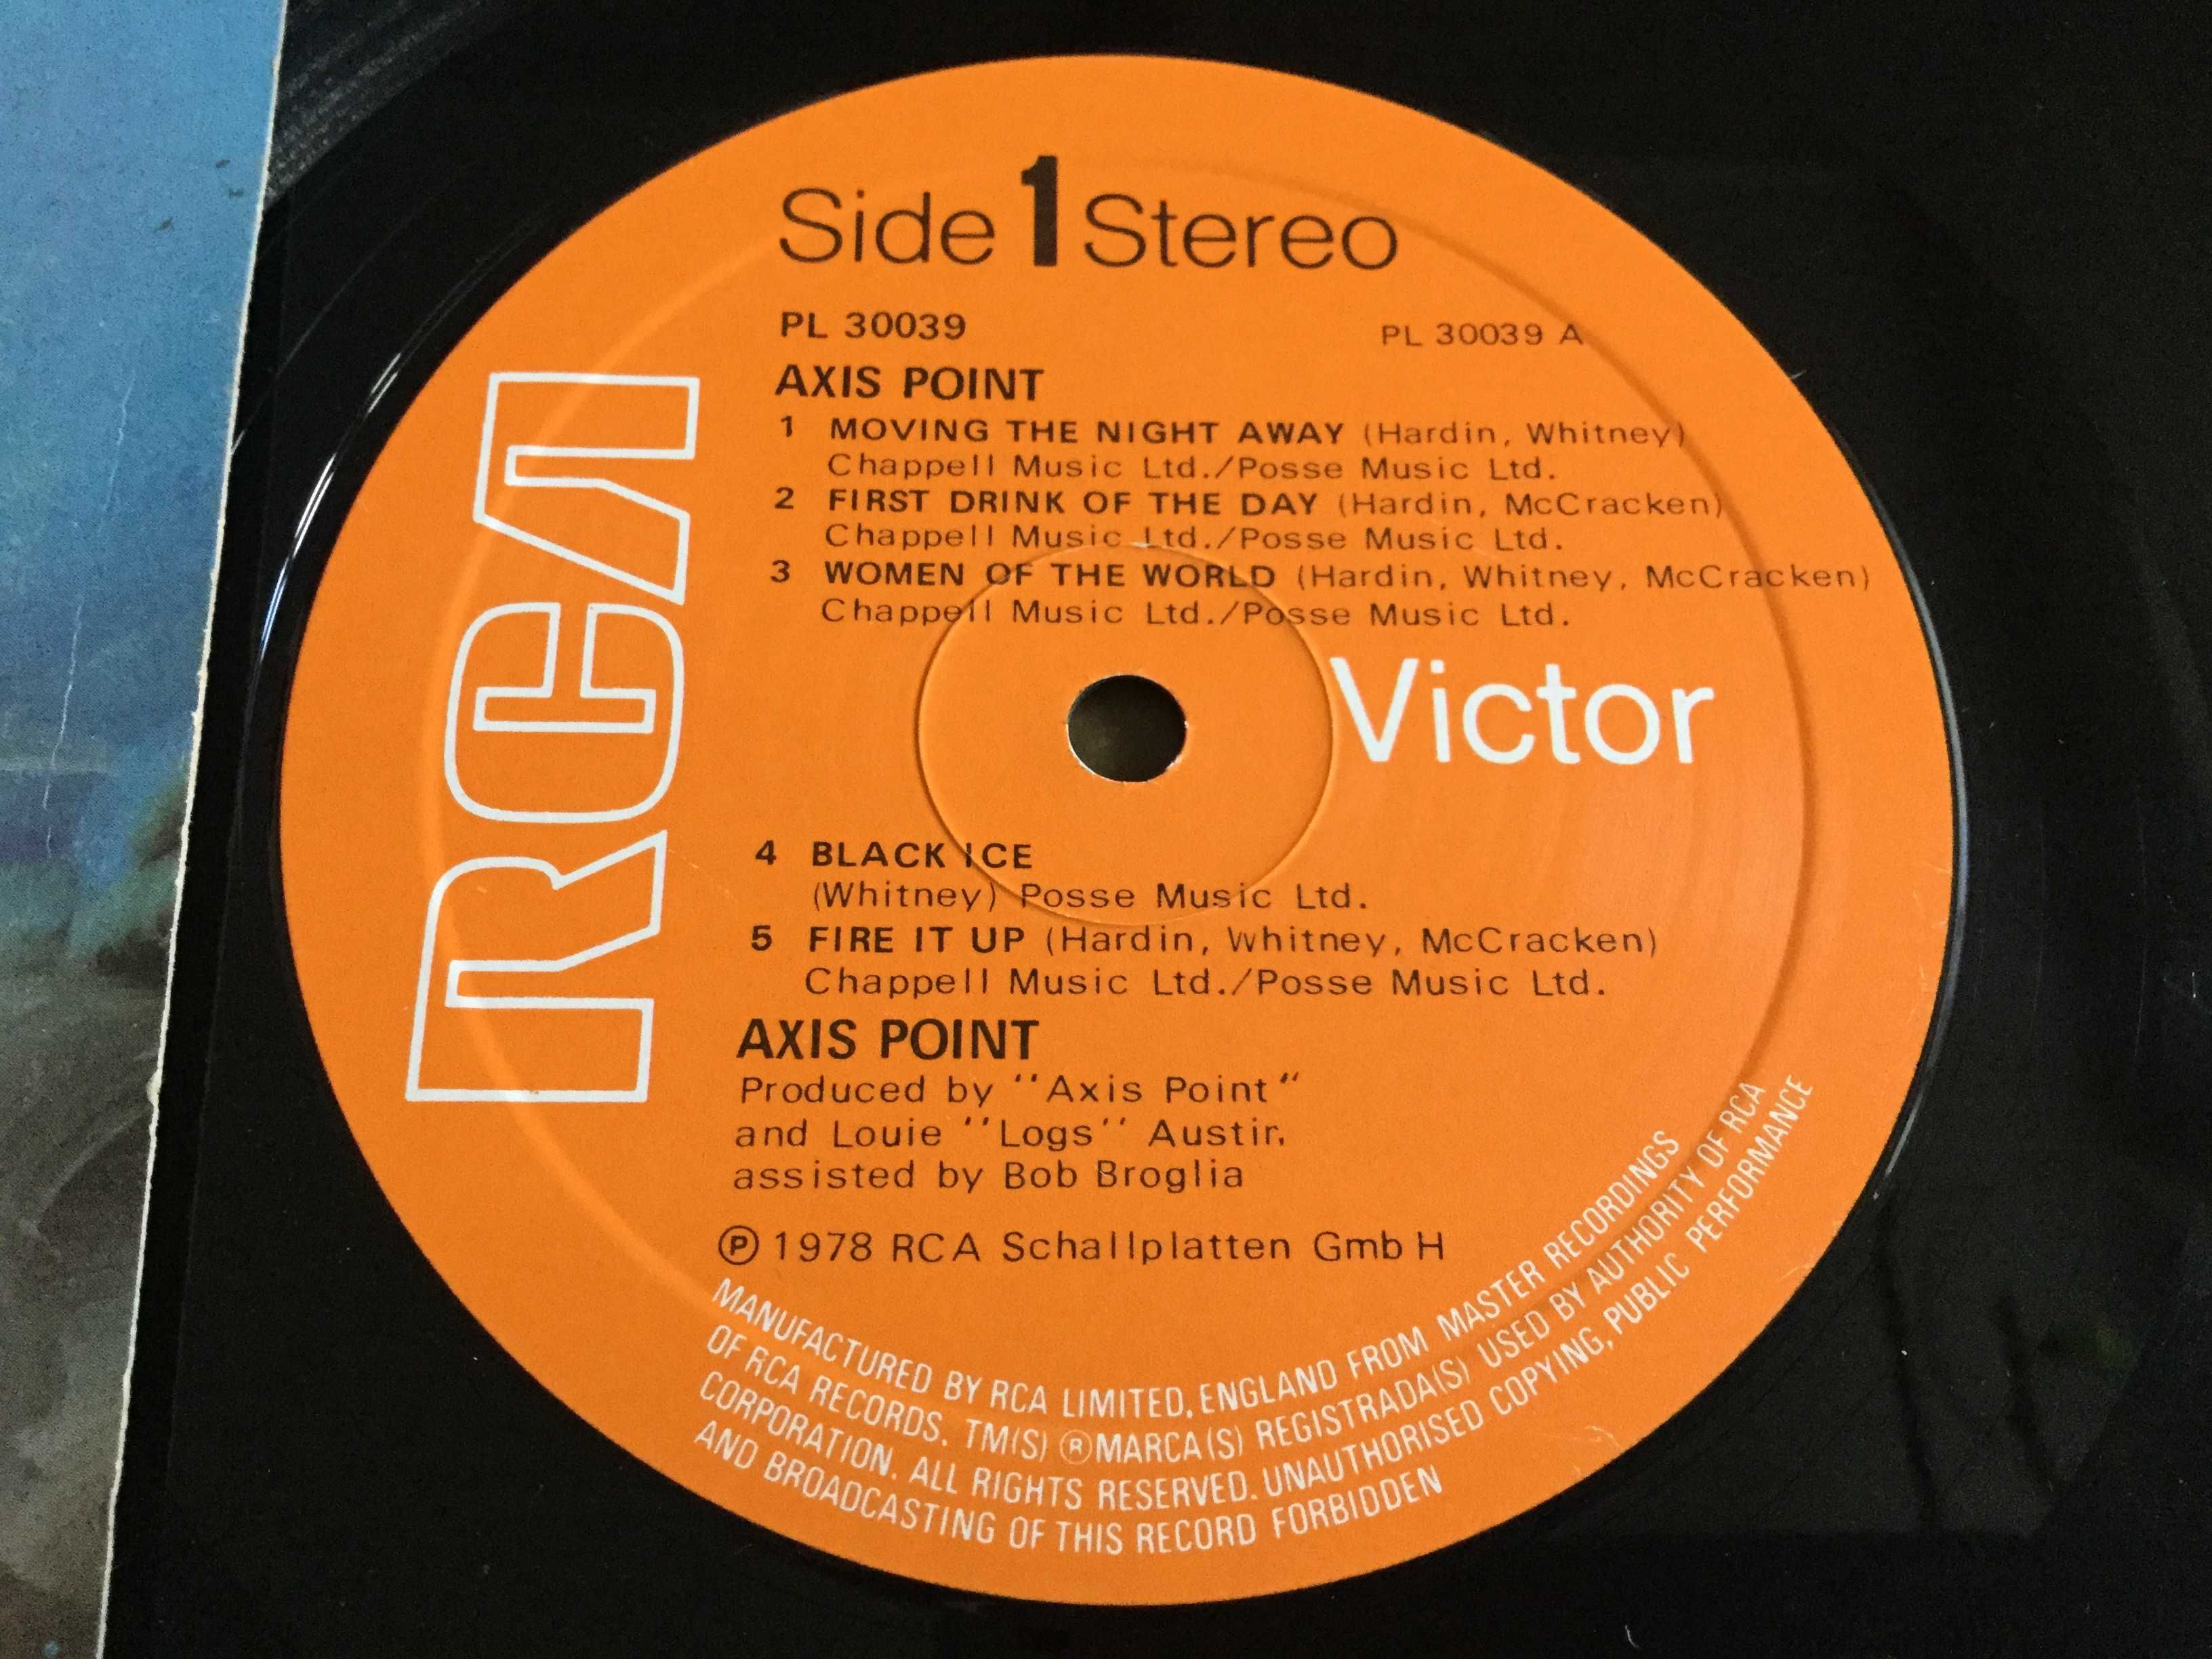 Side 1 Stereo
PL 30039 PL 30039 A
AXIS POINT
1 MOVING THE NIGHT AWAY (Hardin, Whitney)
Chappell Music Ltd./Posse Music Ltd.
2 FIRST DRINK OF THE DAY (Hardin, McCracken)
Chappell Music Ltd./Posse Music Ltd.
3 WOMEN OF THE WORLD (Hardin, Whitney, McCracken)
Chappell Music Ltd./Posse Music Ltd.
RCA
Victor
4 BLACK ICE
(Whitney) Posse Music Ltd.
5 FIRE IT UP (Hardin, Whitney, McCracken)
Chappell Music Ltd./Posse Music Ltd.
AXIS POINT
Produced by ''Axis Point“
and Louie ''Logs'' Austin,
assisted by Bob Broglia
Ⓟ 1978 RCA Schallplatten Gmb H
MANUFACTURED BY RCA LIMITED, ENGLAND FROM MASTER RECORDINGS
OF RCA RECORDS. TM(S) ® MARCA(S) REGISTRADA(S) USED BY AUTHORITY OF RCA
CORPORATION. ALL RIGHTS RESERVED. UNAUTHORISED COPYING, PUBLIC PERFORMANCE
AND BROADCASTING OF THIS RECORD FORBIDDEN